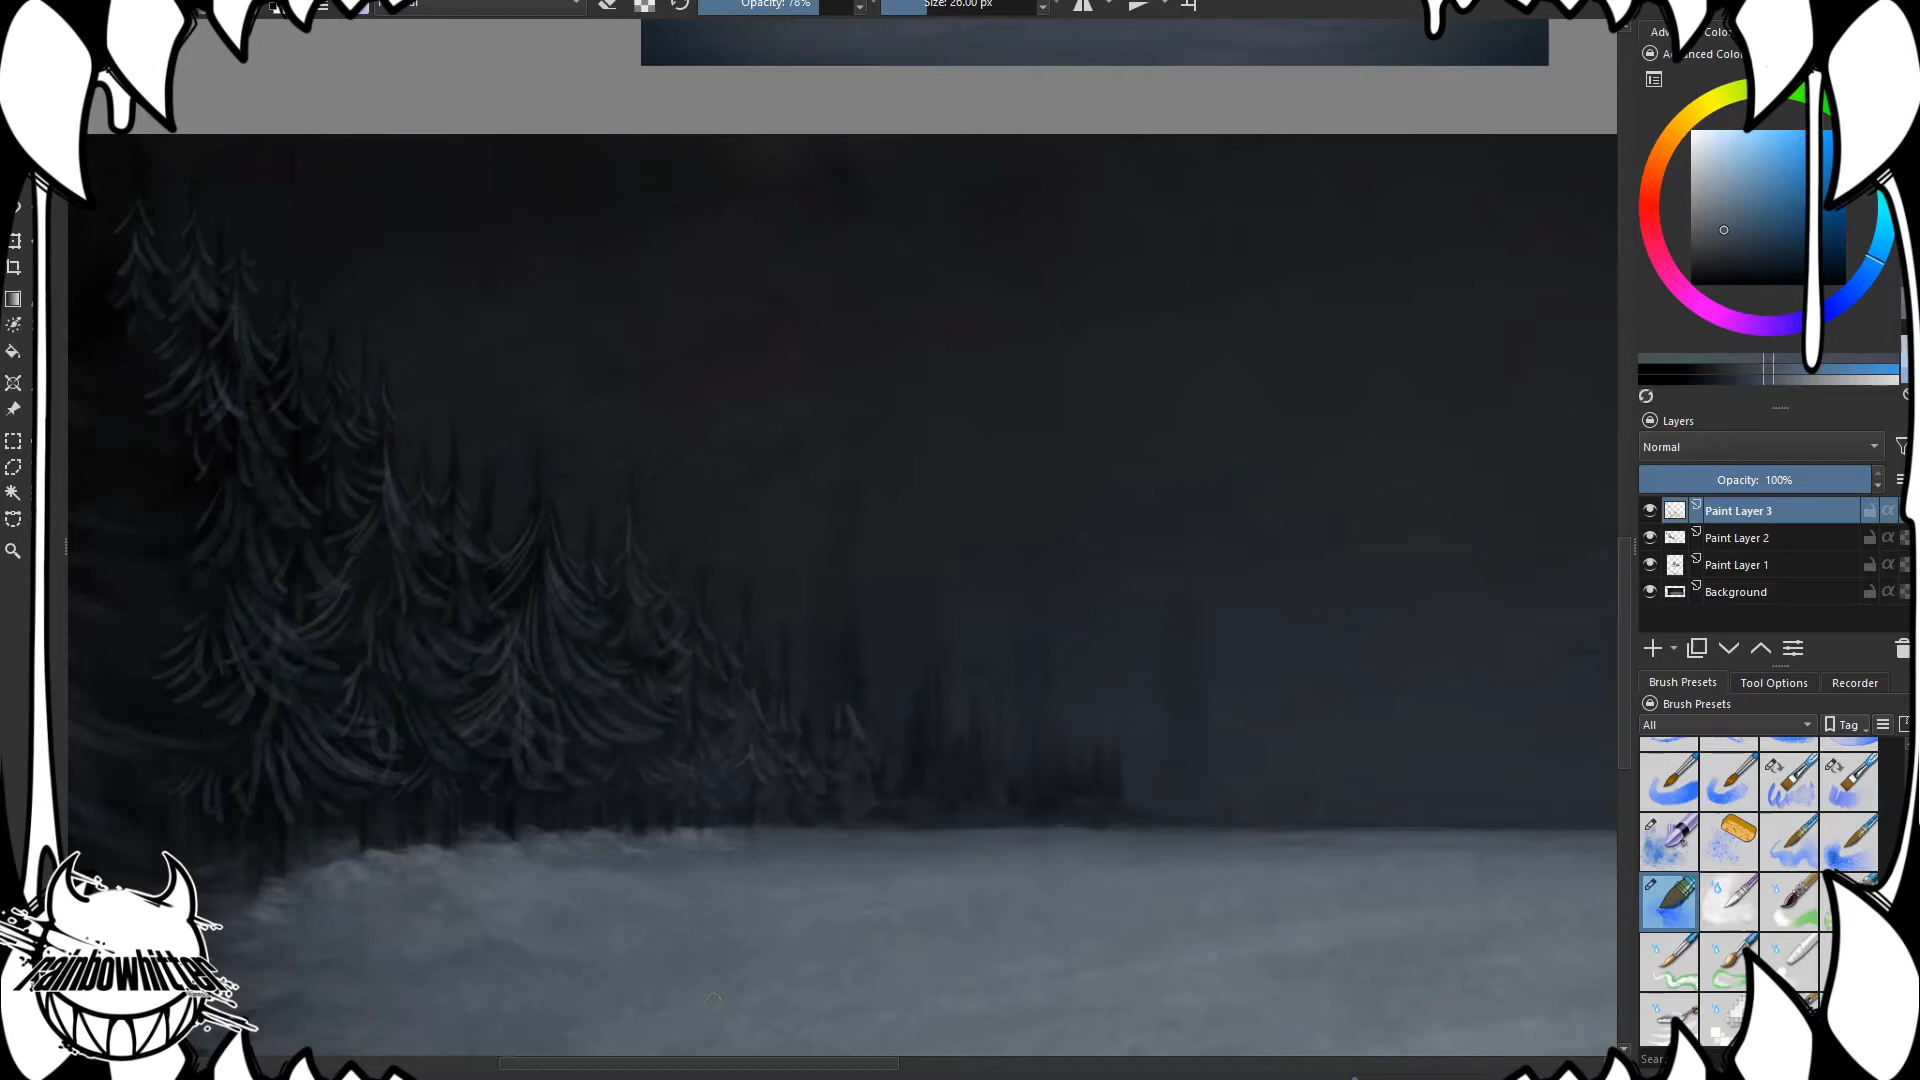 Opacity: 78%
Size: 26.00 px
Advanced Color
Layers
Normal
Opacity: 100%
Paint Layer 3
Paint Layer 2
Paint Layer 1
Background
Brush Presets
Tool Options
Recorder
Brush Presets
All
Tag
Sear
rainbowhitter